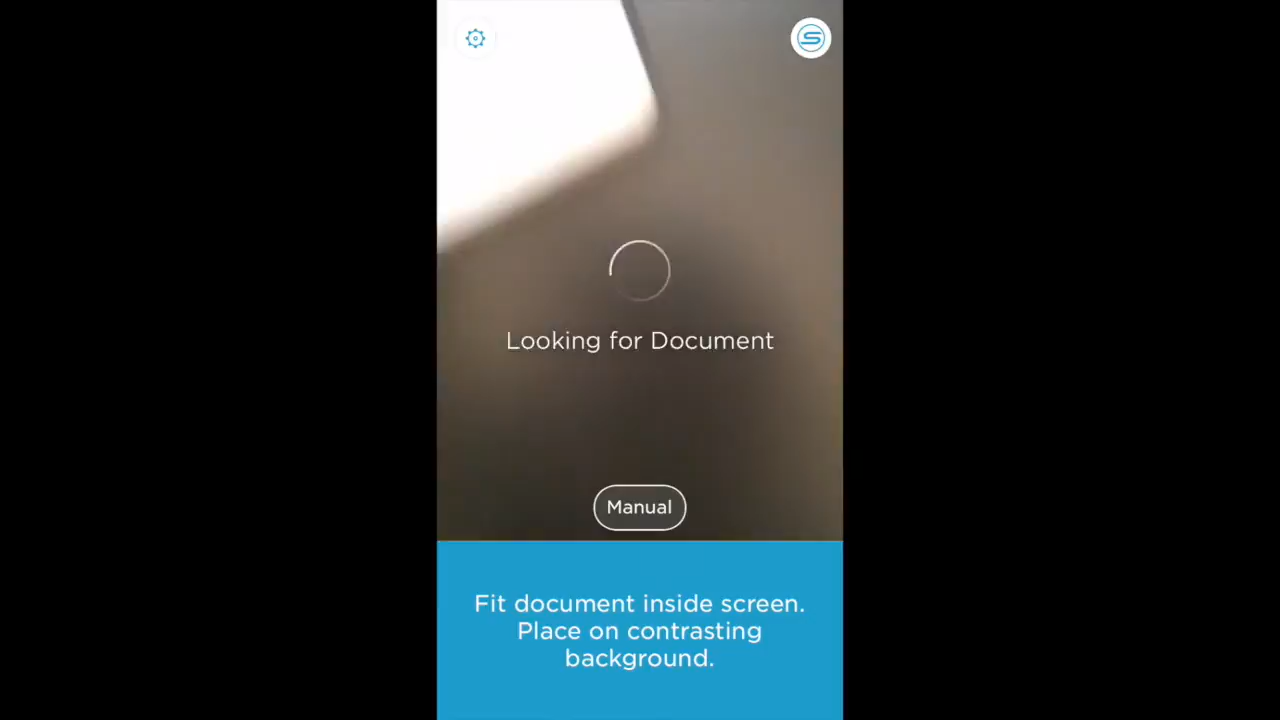 Looking for Document
Manual
Fit document inside screen.
Place on contrasting
background.